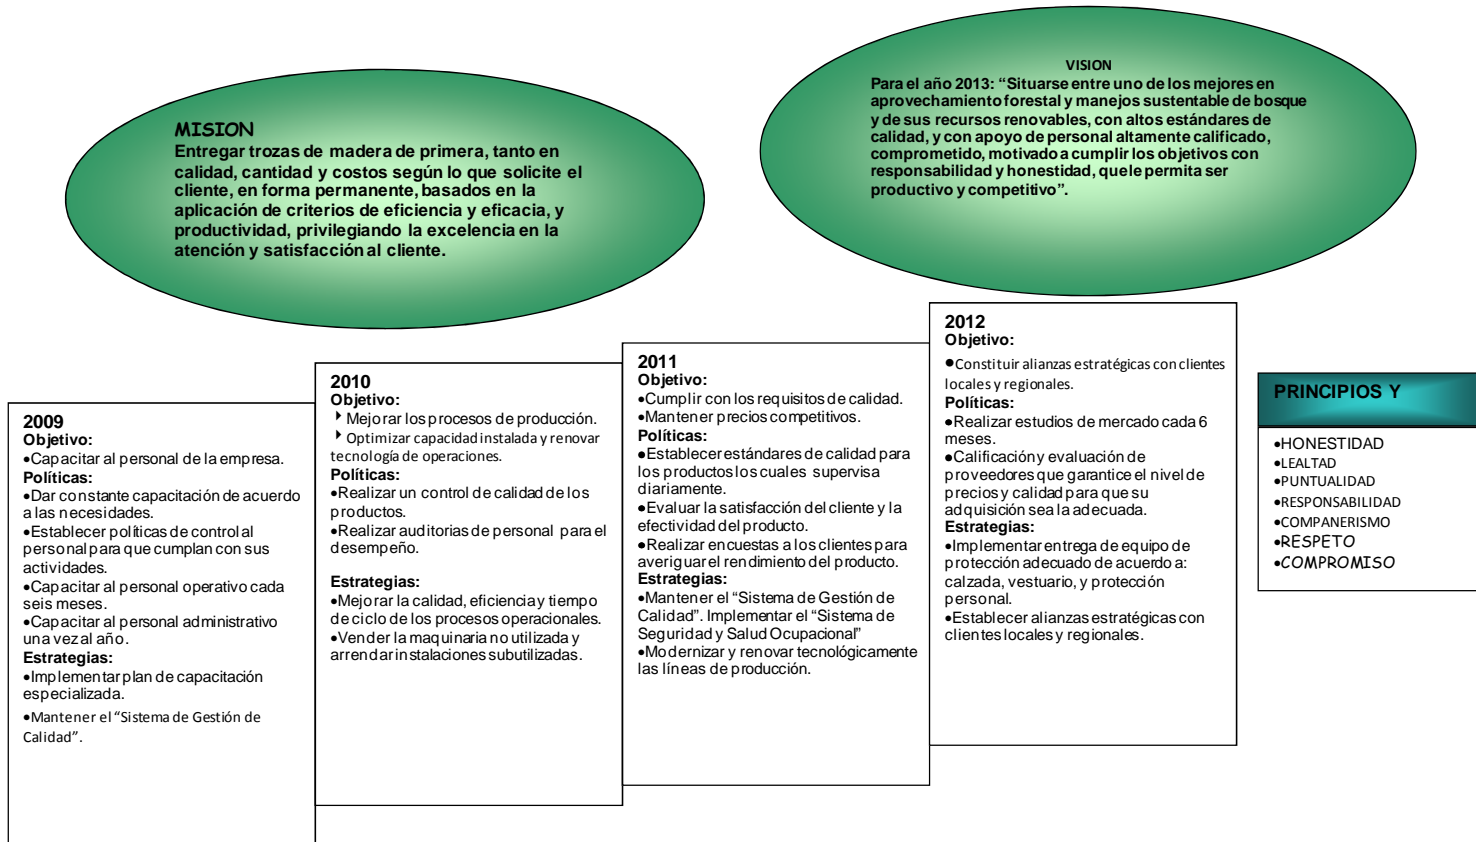 MISION
Entregar trozas de madera de primera, tanto en
calidad, cantidad y costos según lo que solicite el
cliente, en forma permanente, basados en la
aplicación de criterios de eficiencia y eficacia, y
productividad, privilegiando la excelencia en la
atención y satisfacción al cliente.
VISION
Para el año 2013: “Situarse entre uno de los mejores en
aprovechamiento forestal y manejos sustentable de bosque
y de sus recursos renovables, con altos estándares de
calidad, y con apoyo de personal altamente calificado,
comprometido, motivado a cumplir los objetivos con
responsabilidad y honestidad, que le permita ser
productivo y competitivo”.
2009
Objetivo:
•Capacitar al personal de la empresa.
Políticas:
•Dar constante capacitación de acuerdo
a las necesidades.
•Establecer políticas de control al
personal para que cumplan con sus
actividades.
•Capacitar al personal operativo cada
seis meses.
•Capacitar al personal administrativo
una vez al año.
Estrategias:
•Implementar plan de capacitación
especializada.
•Mantener el “Sistema de Gestión de
Calidad”.
2010
Objetivo:
Mejorar los procesos de producción.
Optimizar capacidad instalada y renovar
tecnología de operaciones.
Políticas:
•Realizar un control de calidad de los
productos.
•Realizar auditorias de personal para el
desempeño.
Estrategias:
•Mejorar la calidad, eficiencia y tiempo
de ciclo de los procesos operacionales.
•Vender la maquinaria no utilizada y
arrendar instalaciones subutilizadas.
2011
Objetivo:
•Cumplir con los requisitos de calidad.
•Mantener precios competitivos.
Políticas:
•Establecer estándares de calidad para
los productos los cuales supervisa
diariamente.
•Evaluar la satisfacción del cliente y la
efectividad del producto.
•Realizar encuestas a los clientes para
averiguar el rendimiento del producto.
Estrategias:
•Mantener el “Sistema de Gestión de
Calidad”. Implementar el “Sistema de
Seguridad y Salud Ocupacional”
•Modernizar y renovar tecnológicamente
las líneas de producción.
2012
Objetivo:
•Constituir alianzas estratégicas con clientes
locales y regionales.
Políticas:
•Realizar estudios de mercado cada 6
meses.
•Calificación y evaluación de
proveedores que garantice el nivel de
precios y calidad para que su
adquisición sea la adecuada.
Estrategias:
•Implementar entrega de equipo de
protección adecuado de acuerdo a:
calzada, vestuario, y protección
personal.
•Establecer alianzas estratégicas con
clientes locales y regionales.
PRINCIPIOS Y
•HONESTIDAD
•LEALTAD
•PUNTUALIDAD
•RESPONSABILIDAD
•COMPANERISMO
•RESPETO
•COMPROMISO